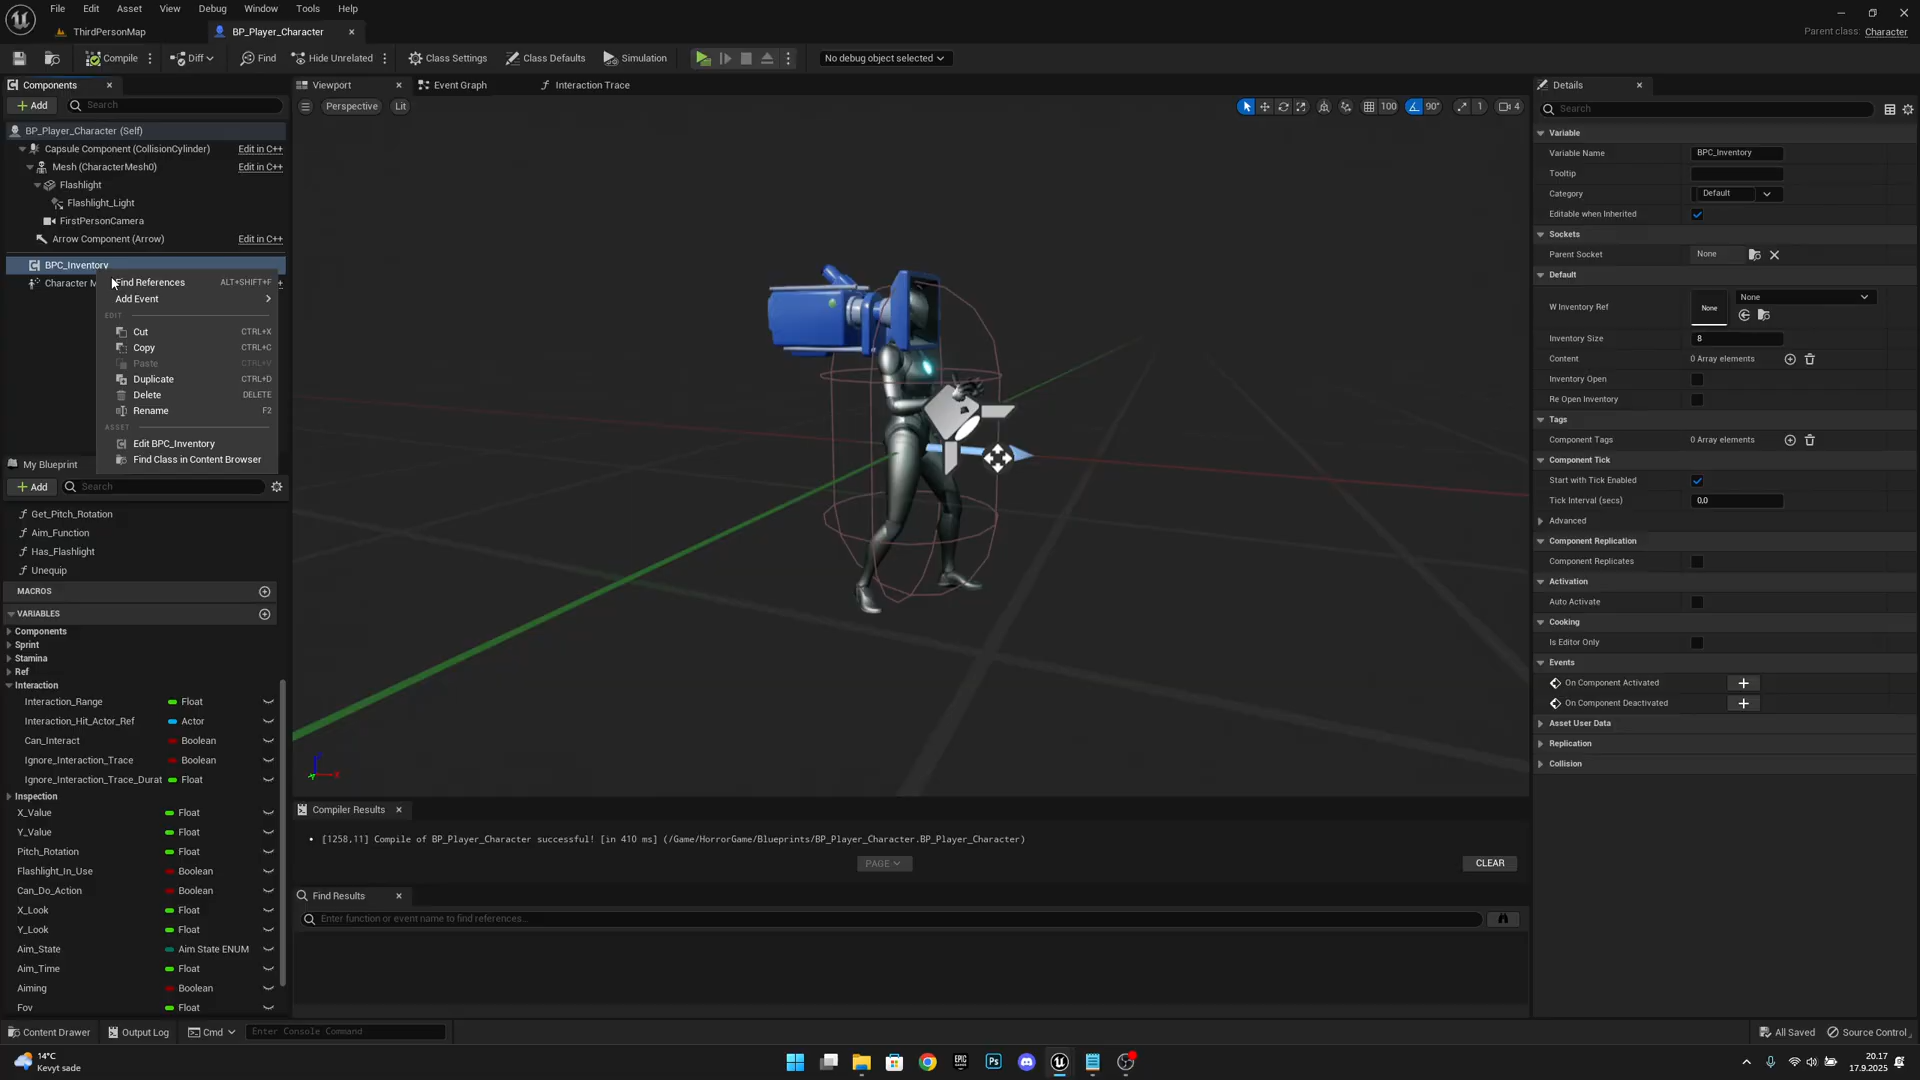 File Edit Asset View Debug Window Tools Help
ThirdPersonMap
BP_Player_Character
Parent class: Character
Compile
Diff
Find
Hide Unrelated
Class Settings
Class Defaults
Simulation
No debug object selected
Components
Add
Search
BP_Player_Character (Self)
Capsule Component (CollisionCylinder) Edit in C++
Mesh (CharacterMesh0) Edit in C++
Flashlight
Flashlight_Light
FirstPersonCamera
Arrow Component (Arrow) Edit in C++
BPC_Inventory
Character M
Find References ALT+SHIFT+F
Add Event
EDIT
Cut CTRL+X
Copy CTRL+C
Paste CTRL+V
Duplicate CTRL+D
Delete DELETE
Rename F2
ASSET
Edit BPC_Inventory
Find Class in Content Browser
My Blueprint
Add
Search
Get_Pitch_Rotation
Aim_Function
Has_Flashlight
Unequip
MACROS
VARIABLES
Components
Sprint
Stamina
Ref
Interaction
Interaction_Range Float
Interaction_Hit_Actor_Ref Actor
Can_Interact Boolean
Ignore_Interaction_Trace Boolean
Ignore_Interaction_Trace_Durat Float
Inspection
X_Value Float
Y_Value Float
Pitch_Rotation Float
Flashlight_In_Use Boolean
Can_Do_Action Boolean
X_Look Float
Y_Look Float
Aim_State Aim State ENUM
Aim_Time Float
Aiming Boolean
Fov Float
Viewport
Event Graph
Interaction Trace
Perspective
Lit
100
90°
1
4
X
Compiler Results
[1258,11] Compile of BP_Player_Character successful! [in 410 ms] (/Game/HorrorGame/Blueprints/BP_Player_Character.BP_Player_Character)
PAGE
CLEAR
Find Results
Enter function or event name to find references...
Details
Search
Variable
Variable Name BPC_Inventory
Tooltip
Category Default
Editable when Inherited
Sockets
Parent Socket None
Default
W Inventory Ref None None
Inventory Size 8
Content 0 Array elements
Inventory Open
Re Open Inventory
Tags
Component Tags 0 Array elements
Component Tick
Start with Tick Enabled
Tick Interval (secs) 0,0
Advanced
Component Replication
Component Replicates
Activation
Auto Activate
Cooking
Is Editor Only
Events
On Component Activated
On Component Deactivated
Asset User Data
Replication
Collision
Content Drawer
Output Log
Cmd
Enter Console Command
All Saved
Source Control
14°C
Kevyt sade
EPIC GAMES
Ps
20.17
17.9.2025